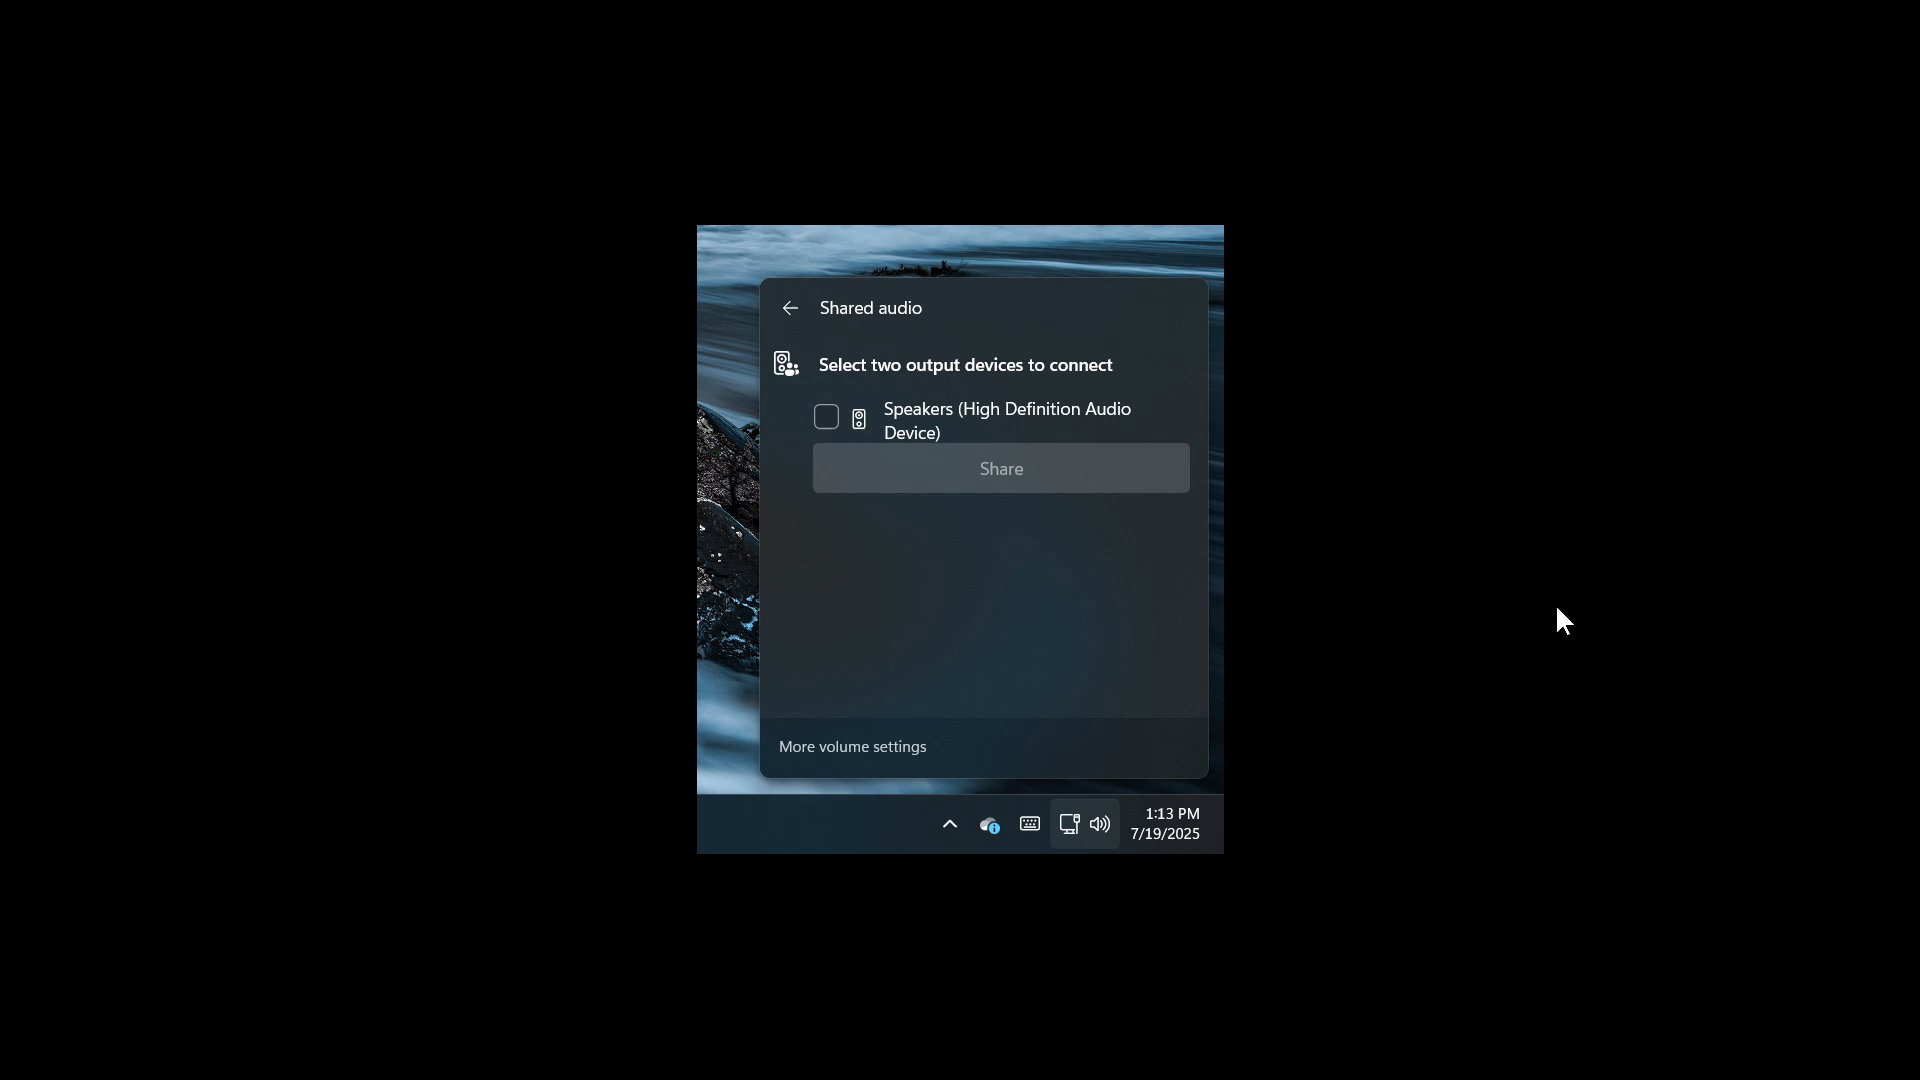 Shared audio
Select two output devices to connect
Speakers (High Definition Audio
Device)
Share
More volume settings
1:13 PM
7/19/2025